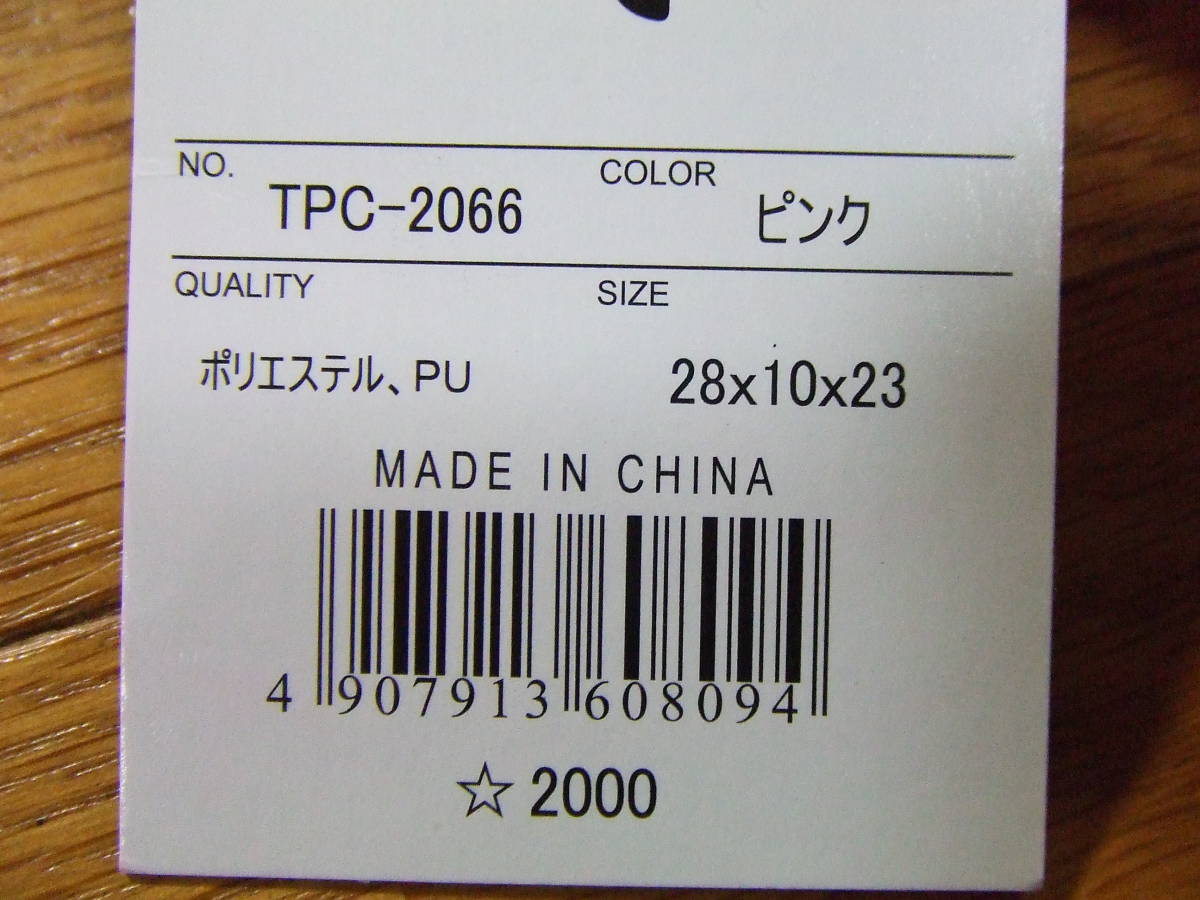 NO.
COLOR
TPC-2066
ピンク
QUALITY
SIZE
ポリエステル、PU
28x10x23
MADE IN CHINA
4 907913 608094
☆2000